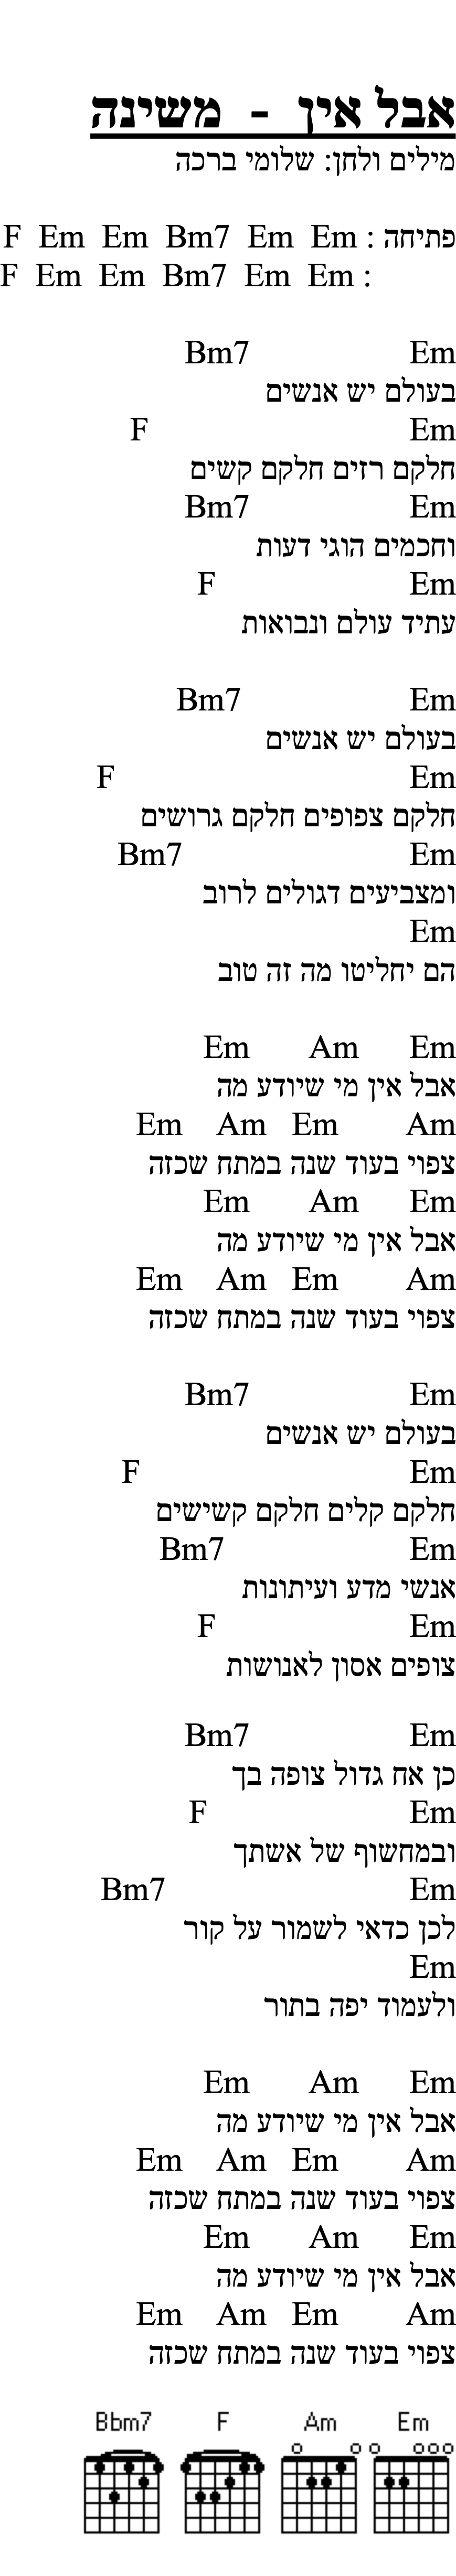 אבל אין - משינה
מילים ולחן: שלומי ברכה
פתיחה : F Em Em Bm7 Em Em
F Em Em Bm7 Em Em :
Bm7 Em
בעולם יש אנשים
F Em
חלקם רזים חלקם קשים
Bm7 Em
וחכמים הוגי דעות
F Em
עתיד עולם ונבואות
Bm7 Em
בעולם יש אנשים
F Em
חלקם צפופים חלקם גרושים
Bm7 Em
ומצביעים דגולים לרוב
Em
הם יחליטו מה זה טוב
Em Am Em
אבל אין מי שיודע מה
Em Am Em Am
צפוי בעוד שנה במתח שכזה
Em Am Em
אבל אין מי שיודע מה
Em Am Em Am
צפוי בעוד שנה במתח שכזה
Bm7 Em
בעולם יש אנשים
F Em
חלקם קלים חלקם קשישים
Bm7 Em
אנשי מדע ועיתונות
F Em
צופים אסון לאנושות
Bm7 Em
כן אח גדול צופה בך
F Em
ובמחשוף של אשתך
Bm7 Em
לכן כדאי לשמור על קור
Em
ולעמוד יפה בתור
Em Am Em
אבל אין מי שיודע מה
Em Am Em Am
צפוי בעוד שנה במתח שכזה
Em Am Em
אבל אין מי שיודע מה
Em Am Em Am
צפוי בעוד שנה במתח שכזה
Bbm7 F Am Em